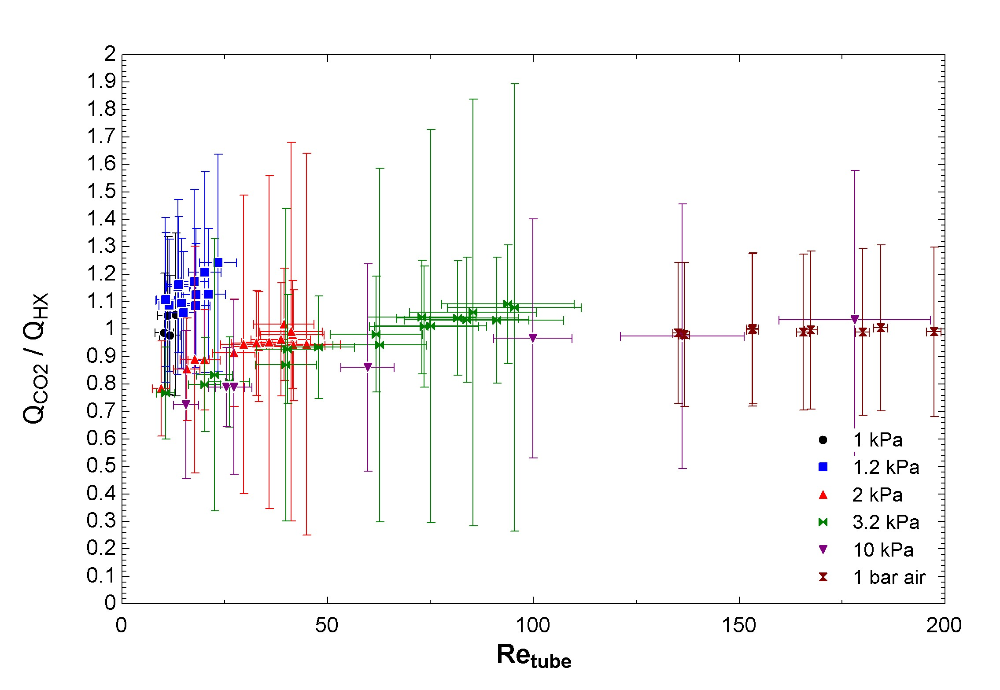 2
1.9
1.8
1.7
1.6
1.5
1.4
1.3
1.2
1.1
1
0.9
0.8
0.7
0.6
0.5
0.4
0.3
0.2
0.1
0
Q_CO2 / Q_HX
1 kPa
1.2 kPa
2 kPa
3.2 kPa
10 kPa
1 bar air
0 50 100 150 200
Re_tube